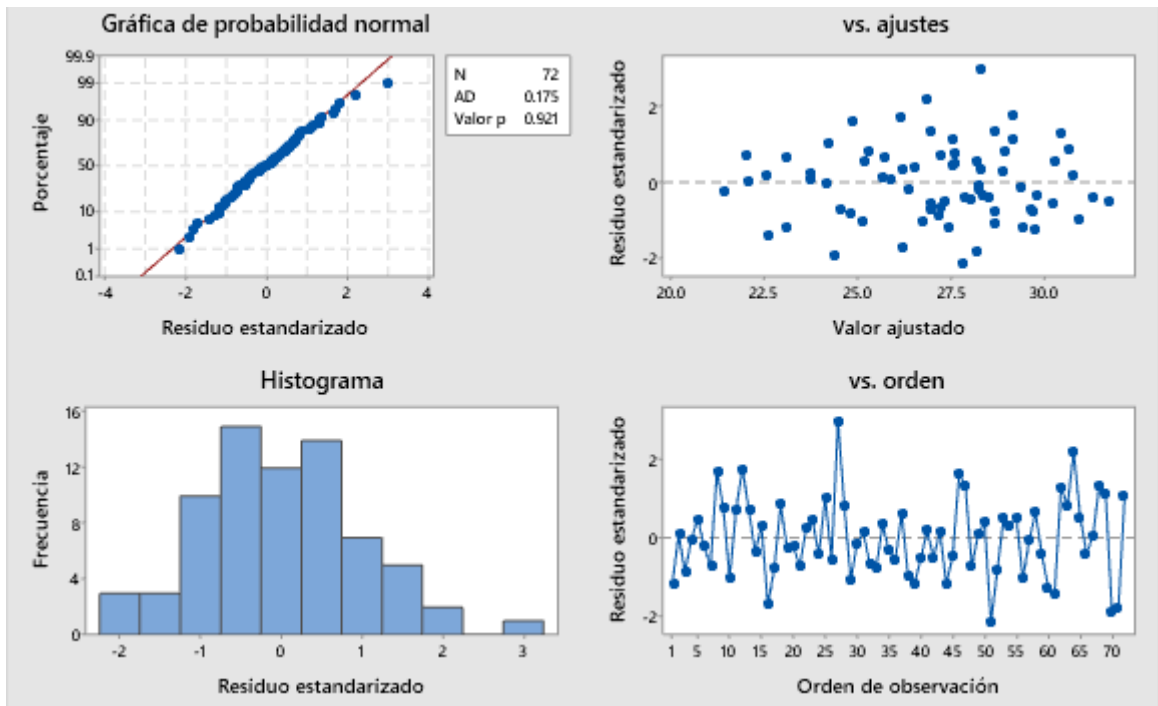 Gráfica de probabilidad normal
99.9
99
90
50
10
1
0.1
Porcentaje
-4 -2 0 2 4
Residuo estandarizado
N 72
AD 0.175
Valor p 0.921
vs. ajustes
2
0
-2
Residuo estandarizado
20.0 22.5 25.0 27.5 30.0
Valor ajustado
Histograma
16
12
8
4
0
Frecuencia
-2 -1 0 1 2 3
Residuo estandarizado
vs. orden
2
0
-2
Residuo estandarizado
1 5 10 15 20 25 30 35 40 45 50 55 60 65 70
Orden de observación